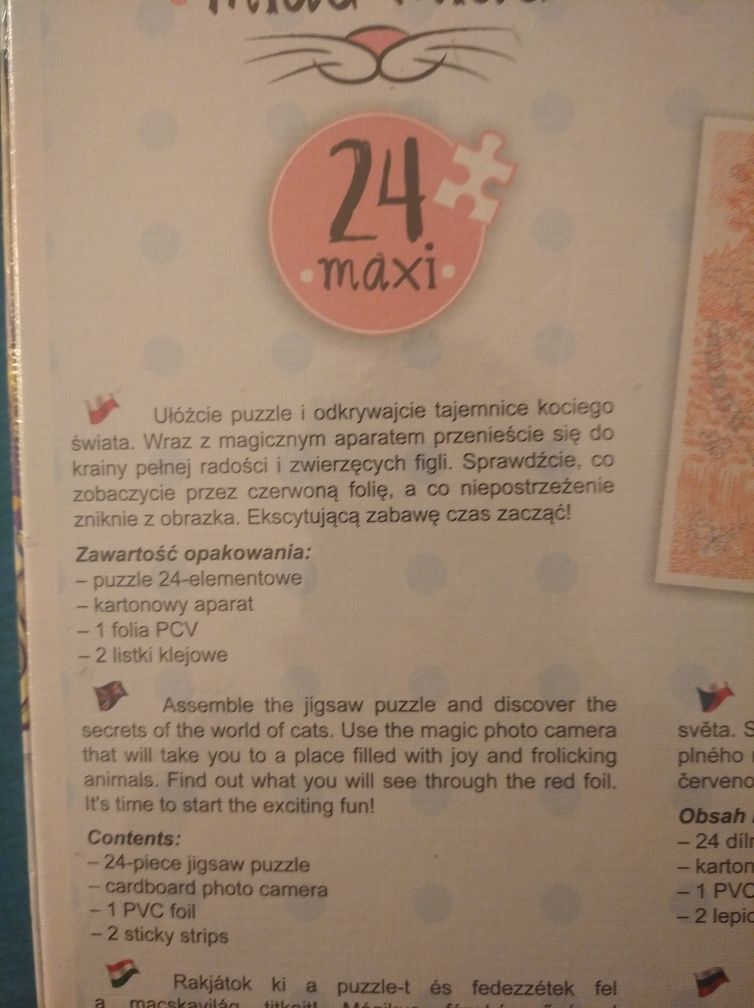 24
maxi
Ułóżcie puzzle i odkrywajcie tajemnice kociego
świata. Wraz z magicznym aparatem przenieście się do
krainy pełnej radości i zwierzęcych figli. Sprawdźcie, co
zobaczycie przez czerwoną folię, a co niepostrzeżenie
zniknie z obrazka. Ekscytującą zabawę czas zacząć!
Zawartość opakowania:
– puzzle 24-elementowe
– kartonowy aparat
– 1 folia PCV
– 2 listki klejowe
Assemble the jigsaw puzzle and discover the
secrets of the world of cats. Use the magic photo camera
that will take you to a place filled with joy and frolicking
animals. Find out what you will see through the red foil.
It's time to start the exciting fun!
Contents:
– 24-piece jigsaw puzzle
– cardboard photo camera
– 1 PVC foil
– 2 sticky strips
Rakjátok ki a puzzle-t és fedezzétek fel
a macskavilág titkait!
světa. S
plného
červeno
Obsah
– 24 díln
– karton
– 1 PVC
– 2 lepic